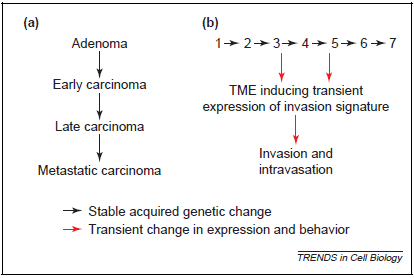 (a)
Adenoma
Early carcinoma
Late carcinoma
Metastatic carcinoma
(b)
1 → 2 → 3 → 4 → 5 → 6 → 7
TME inducing transient
expression of invasion signature
Invasion and
intravasation
→ Stable acquired genetic change
→ Transient change in expression and behavior
TRENDS in Cell Biology